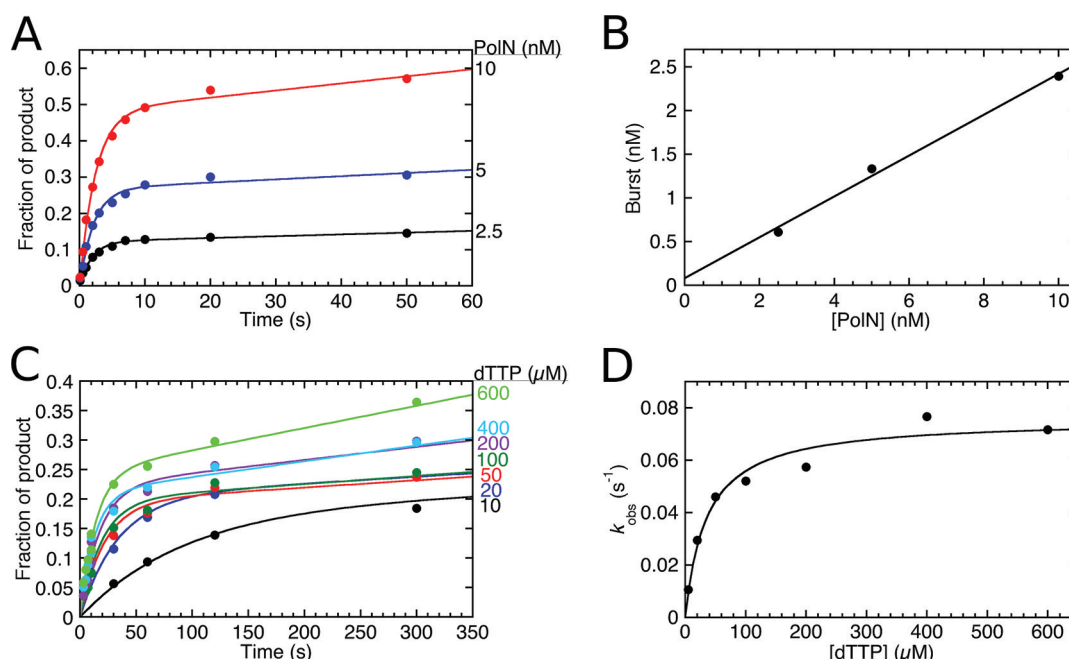 A
PolN (nM)
Fraction of product
0.6
0.5
0.4
0.3
0.2
0.1
0
10
5
2.5
0 10 20 30 40 50 60
Time (s)
B
Burst (nM)
2.5
2
1.5
1
0.5
0
0 2 4 6 8 10
[PolN] (nM)
C
dTTP (µM)
Fraction of product
0.4
0.35
0.3
0.25
0.2
0.15
0.1
0.05
0
600
400
200
100
50
20
10
0 50 100 150 200 250 300 350
Time (s)
D
kobs (s-1)
0.08
0.06
0.04
0.02
0
0 100 200 300 400 500 600
[dTTP] (µM)